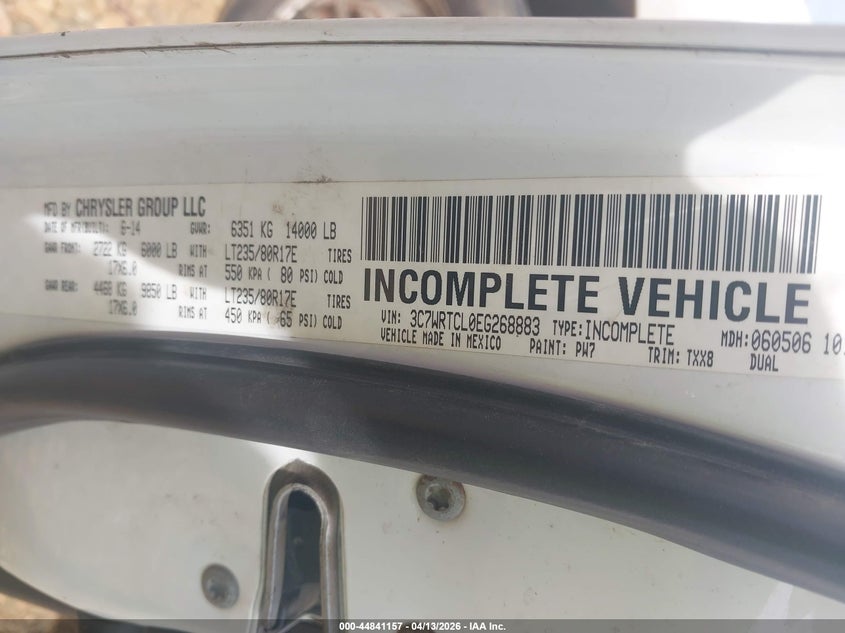 MFD BY CHRYSLER GROUP LLC
DATE OF MFR(BUILT): 6-14 GVWR: 6351 KG 14000 LB
GAWR FRONT: 2722 KG 6000 LB WITH LT235/80R17E TIRES
17X6.0 RIMS AT 550 KPA ( 80 PSI) COLD
GAWR REAR: 4468 KG 9850 LB WITH LT235/80R17E TIRES
17X6.0 RIMS AT 450 KPA ( 65 PSI) COLD
INCOMPLETE VEHICLE
VIN: 3C7WRTCL0EG268883 TYPE: INCOMPLETE MDH: 060506 10
VEHICLE MADE IN MEXICO PAINT: PW7 TRIM: TXX8 DUAL
000-44841157 - 04/13/2026 - IAA Inc.